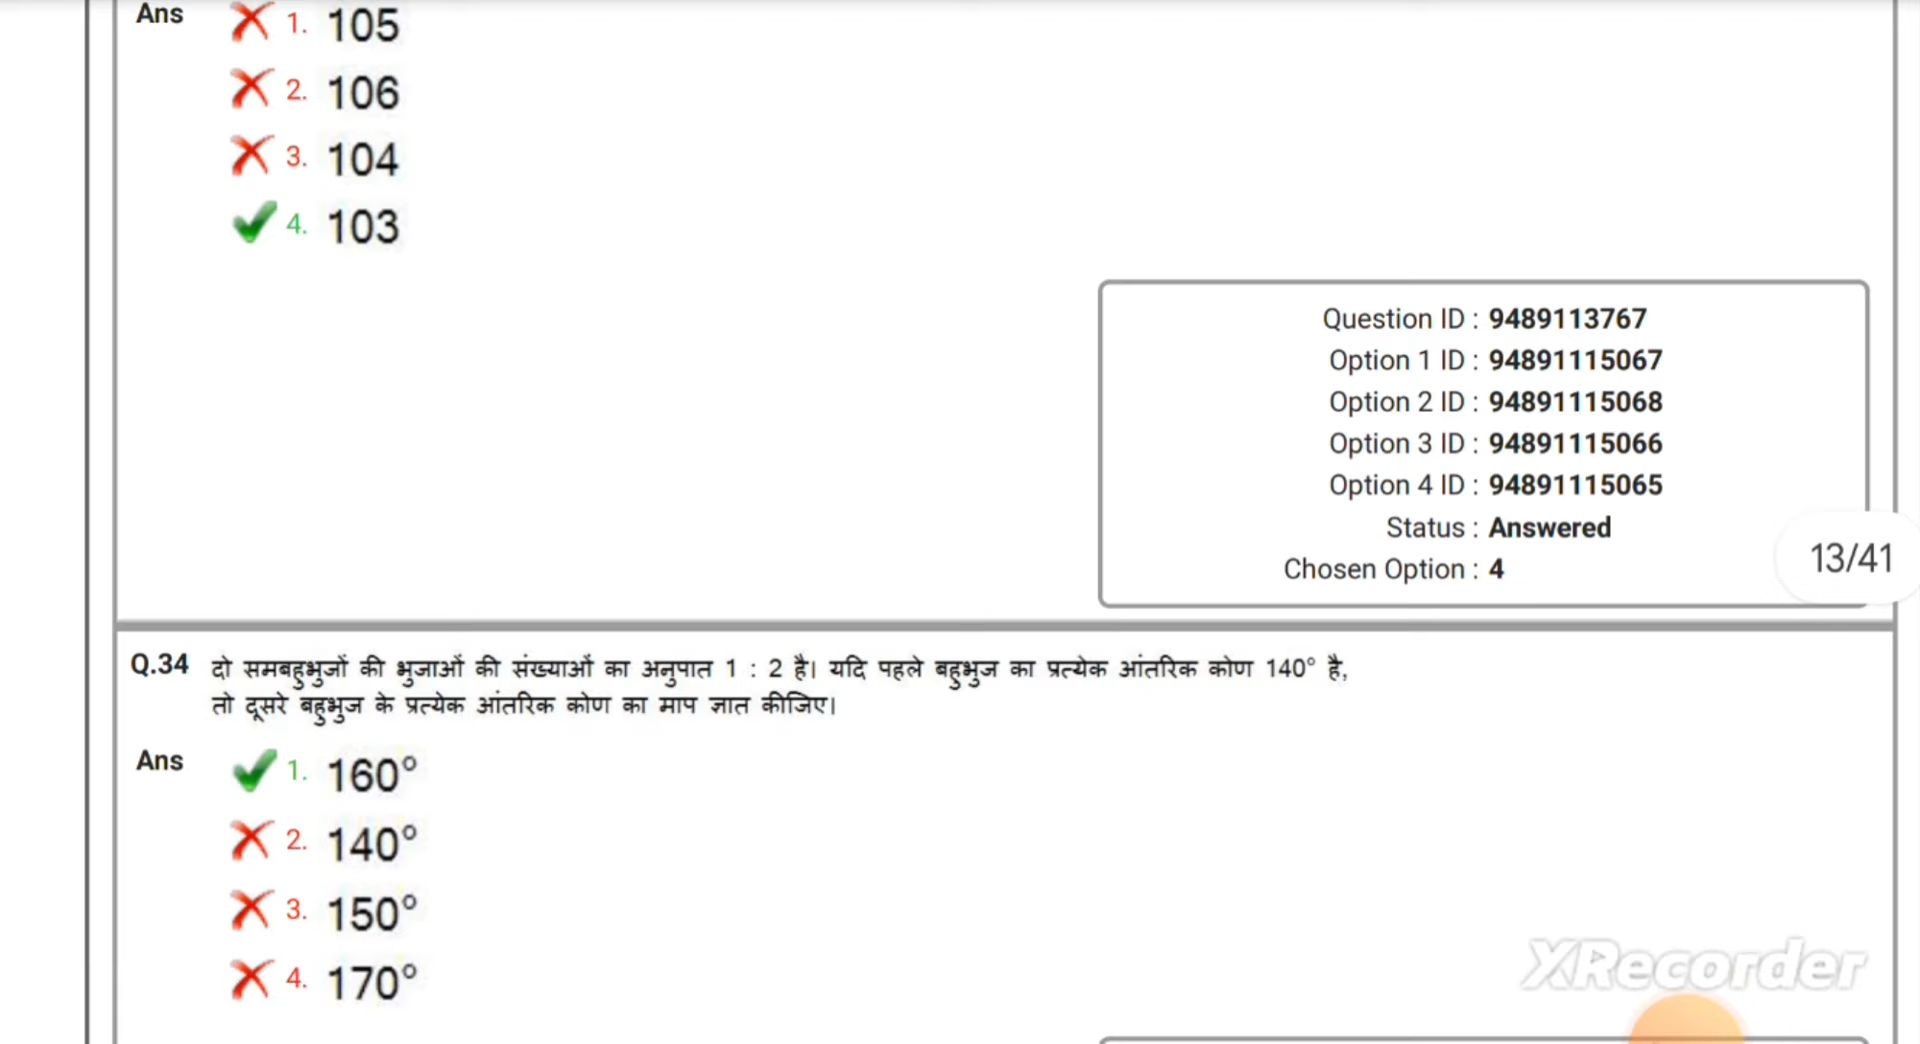 Ans 1. 105
2. 106
3. 104
4. 103
Question ID : 9489113767
Option 1 ID : 94891115067
Option 2 ID : 94891115068
Option 3 ID : 94891115066
Option 4 ID : 94891115065
Status : Answered
Chosen Option : 4
13/41
Q.34 दो समबहुभुजों की भुजाओं की संख्याओं का अनुपात 1 : 2 है। यदि पहले बहुभुज का प्रत्येक आंतरिक कोण 140° है,
तो दूसरे बहुभुज के प्रत्येक आंतरिक कोण का माप ज्ञात कीजिए।
Ans 1. 160°
2. 140°
3. 150°
4. 170°
XRecorder